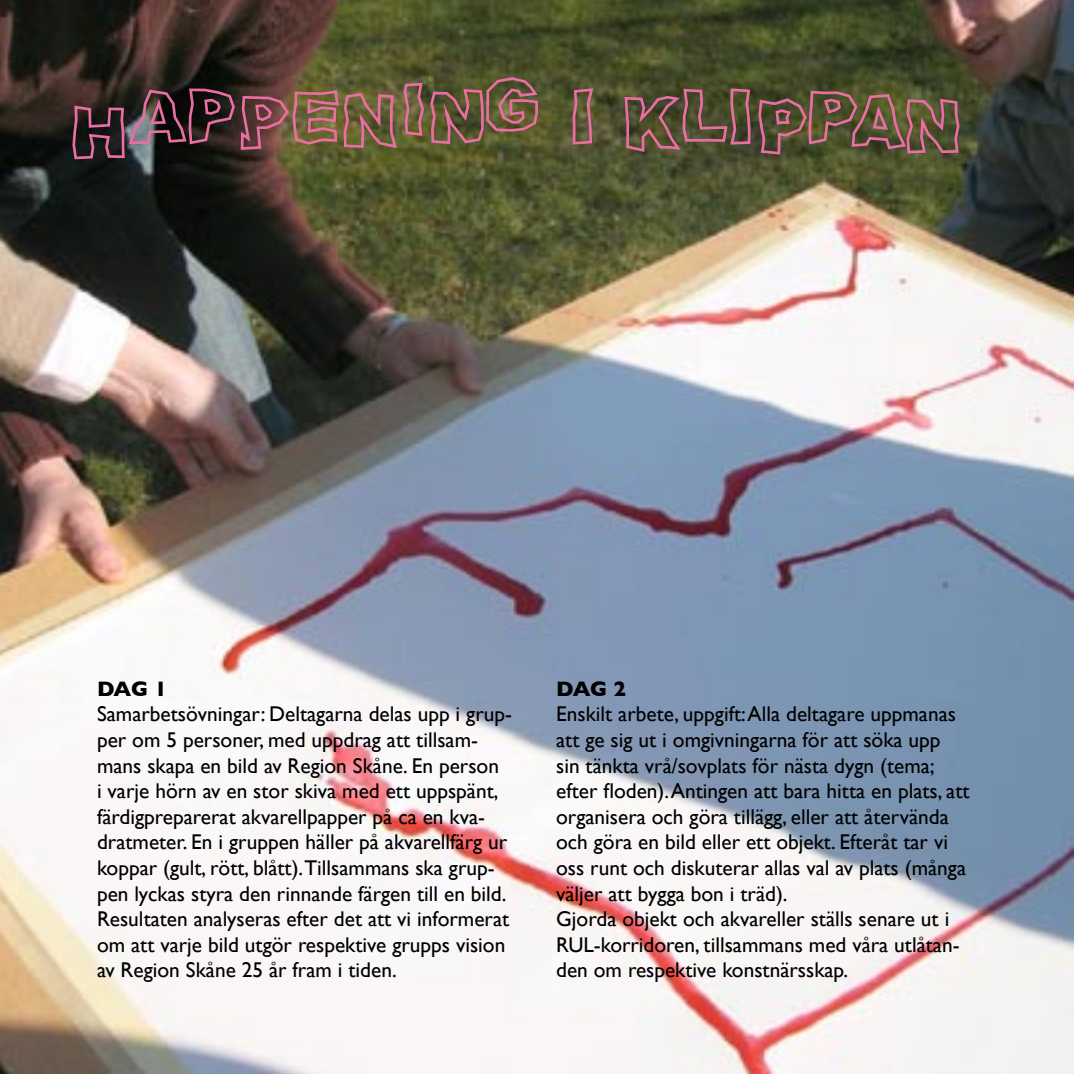 HAPPENING I KLIPPAN
DAG 1
Samarbetsövningar: Deltagarna delas upp i grup-
per om 5 personer, med uppdrag att tillsam-
mans skapa en bild av Region Skåne. En person
i varje hörn av en stor skiva med ett uppspänt,
färdigpreparerat akvarellpapper på ca en kva-
dratmeter. En i gruppen häller på akvarellfärg ur
koppar (gult, rött, blått). Tillsammans ska grup-
pen lyckas styra den rinnande färgen till en bild.
Resultaten analyseras efter det att vi informerat
om att varje bild utgör respektive grupps vision
av Region Skåne 25 år fram i tiden.
DAG 2
Enskilt arbete, uppgift: Alla deltagare uppmanas
att ge sig ut i omgivningarna för att söka upp
sin tänkta vrå/sovplats för nästa dygn (tema;
efter floden). Antingen att bara hitta en plats, att
organisera och göra tillägg, eller att återvända
och göra en bild eller ett objekt. Efteråt tar vi
oss runt och diskuterar allas val av plats (många
väljer att bygga bon i träd).
Gjorda objekt och akvareller ställs senare ut i
RUL-korridoren, tillsammans med våra utlåtan-
den om respektive konstnärsskap.